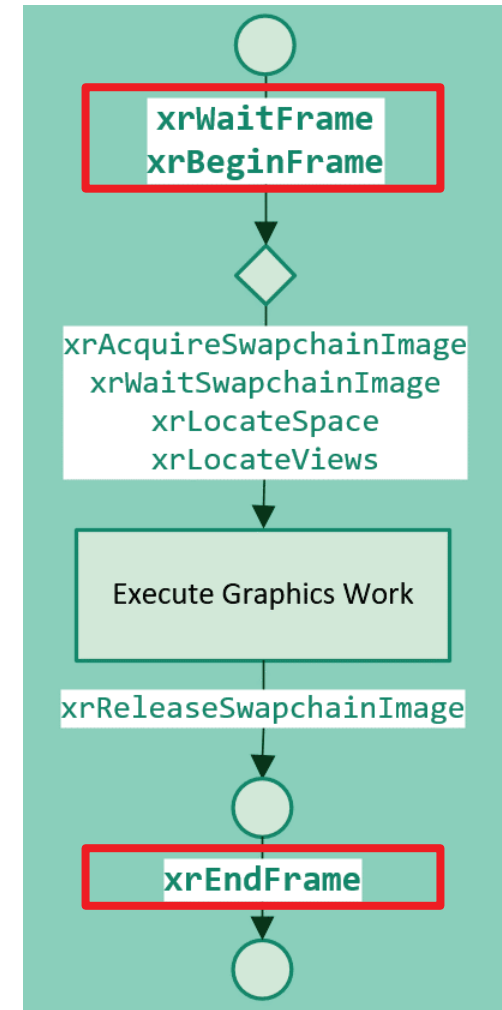 xrWaitFrame
xrBeginFrame
xrAcquireSwapchainImage
xrWaitSwapchainImage
xrLocateSpace
xrLocateViews
Execute Graphics Work
xrReleaseSwapchainImage
xrEndFrame